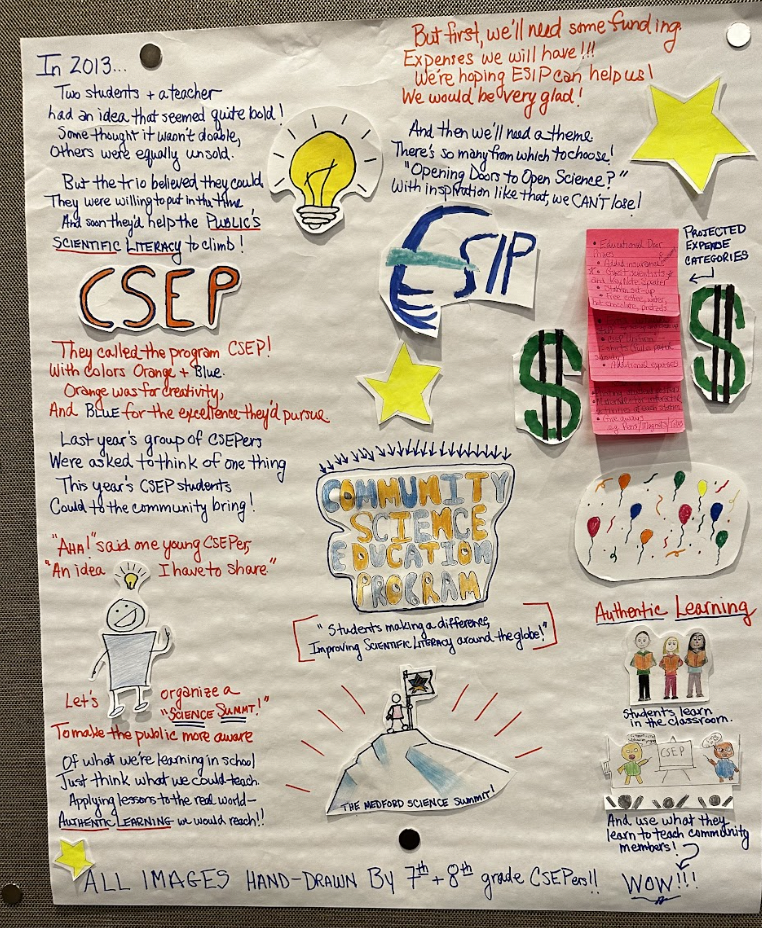 In 2013...
Two students + a teacher
had an idea that seemed quite bold!
Some thought it wasn't doable,
Others were equally unsold.
But the trio believed they could,
They were willing to put in the time
And soon they'd help the PUBLIC'S
SCIENTIFIC LITERACY to climb!
CSEP
They called the program CSEP!
With colors Orange + Blue.
Orange was for creativity,
And BLUE for the excellence they'd pursue
Last year's group of CSEPers
Were asked to think of one thing
This year's CSEP students
Could to the community bring!
"AHA!" said one young CSEPer,
"An idea I have to share"
Let's organize a
"SCIENCE SUMMIT!"
To make the public more aware
Of what we're learning in school
Just think what we could teach.
Applying lessons to the real world-
AUTHENTIC LEARNING we would reach!!
But first, we'll need some funding.
Expenses we will have!!!
We're hoping ESIP can help us!
We would be very glad!
And then we'll need a theme
There's so many from which to choose!
"Opening Doors to Open Science?"
With inspiration like that, we CAN'T lose!
ESIP
PROJECTED
EXPENSE
CATEGORIES
• Educational Door
Prizes
and Keynote Speaker
$
$
COMMUNITY
SCIENCE
EDUCATION
PROGRAM
"Students making a difference,
Improving SCIENTIFIC LITERACY around the globe!"
THE MEDFORD SCIENCE SUMMIT!
Authentic Learning
Students learn
in the classroom.
CSEP
And use what they
learn to teach community
members!
WOW!!!
ALL IMAGES HAND-DRAWN BY 7th + 8th grade CSEPers!!